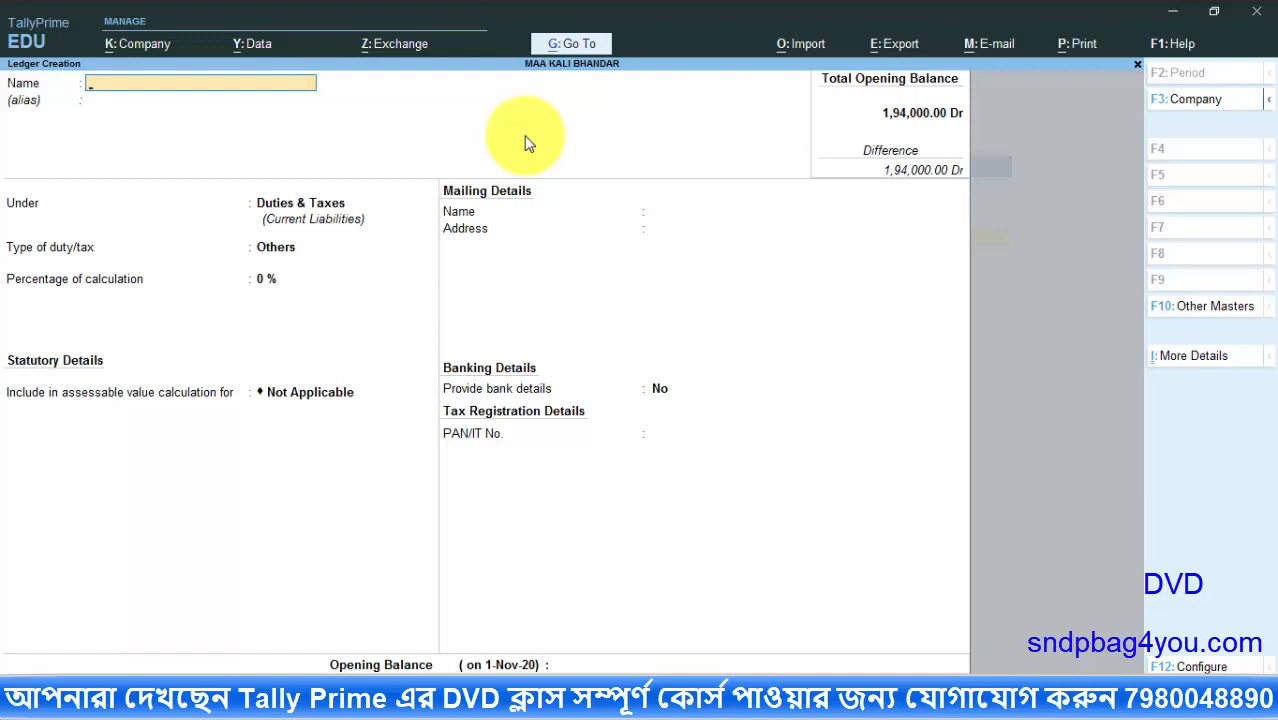 TallyPrime
EDU
MANAGE
K: Company
Y: Data
Z: Exchange
G: Go To
O: Import
E: Export
M: E-mail
P: Print
F1: Help
Ledger Creation
MAA KALI BHANDAR
Name :
(alias) :
Total Opening Balance
1,94,000.00 Dr
Difference
1,94,000.00 Dr
Under : Duties & Taxes
(Current Liabilities)
Type of duty/tax : Others
Percentage of calculation : 0 %
Statutory Details
Include in assessable value calculation for : ♦ Not Applicable
Mailing Details
Name :
Address :
Banking Details
Provide bank details : No
Tax Registration Details
PAN/IT No. :
Opening Balance ( on 1-Nov-20) :
F2: Period
F3: Company
F4
F5
F6
F7
F8
F9
F10: Other Masters
I: More Details
DVD
sndpbag4you.com
F12: Configure
আপনারা দেখছেন Tally Prime এর DVD ক্লাস সম্পূর্ণ কোর্স পাওয়ার জন্য যোগাযোগ করুন 7980048890